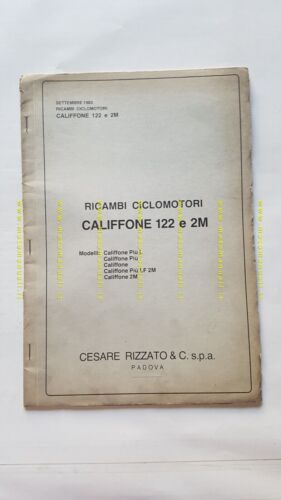 SETTEMBRE 1983
RICAMBI CICLOMOTORI
CALIFFONE 122 e 2M
RICAMBI CICLOMOTORI
CALIFFONE 122 e 2M
Modelli: Califfone Più L
Califfone Più
Califfone
Califfone Più LF 2M
Califfone 2M
CESARE RIZZATO & C. s.p.a.
PADOVA